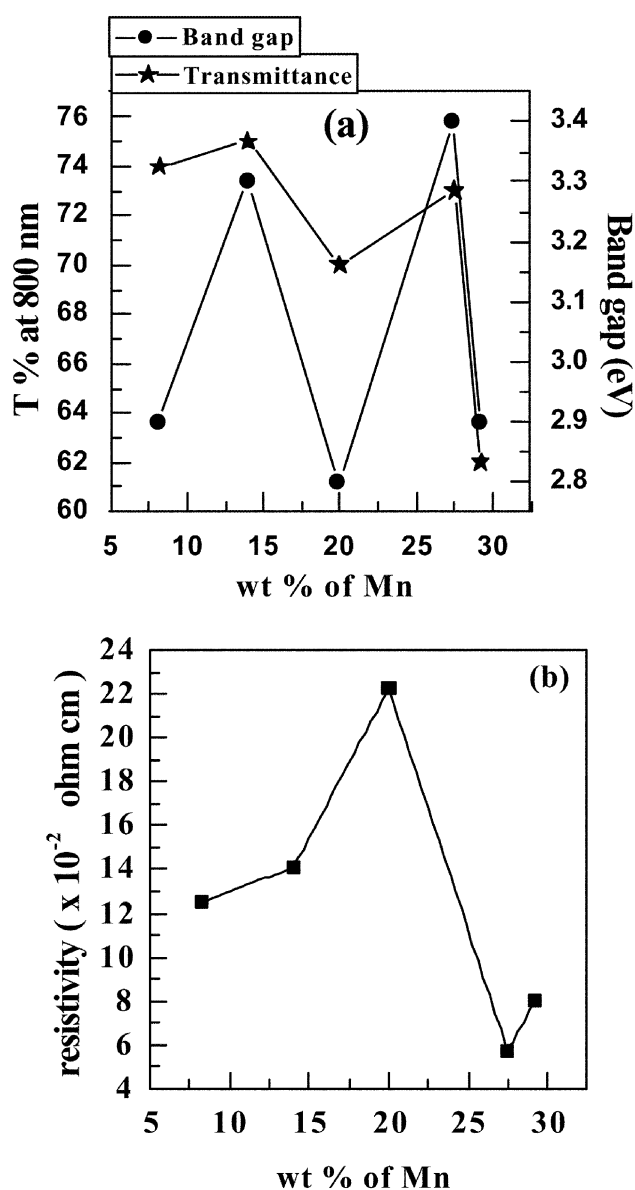 Band gap
Transmittance
(a)
76
74
72
70
68
66
64
62
60
T % at 800 nm
3.4
3.3
3.2
3.1
3.0
2.9
2.8
Band gap (eV)
5 10 15 20 25 30
wt % of Mn
(b)
24
22
20
18
16
14
12
10
8
6
4
resistivity ( x 10⁻² ohm cm)
5 10 15 20 25 30
wt % of Mn